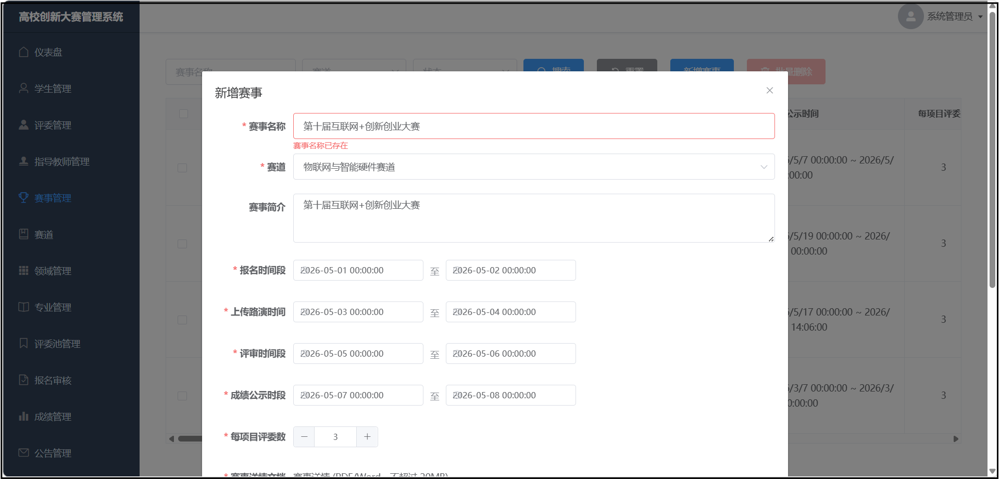 高校创新大赛管理系统
系统管理员
仪表盘
学生管理
评委管理
指导教师管理
赛事管理
赛道
领域管理
专业管理
评委池管理
报名审核
成绩管理
公告管理
赛事名称
赛道
状态
搜索
重置
新增赛事
批量删除
公示时间
每项目评委
/5/7 00:00:00 ~ 2026/5/
:00:00
3
/5/19 00:00:00 ~ 2026/
00:00:00
3
/5/17 00:00:00 ~ 2026/
14:06:00
3
/3/7 00:00:00 ~ 2026/3/
0:00:00
3
新增赛事
* 赛事名称
第十届互联网+创新创业大赛
赛事名称已存在
* 赛道
物联网与智能硬件赛道
赛事简介
第十届互联网+创新创业大赛
* 报名时间段
2026-05-01 00:00:00 至 2026-05-02 00:00:00
* 上传路演时间
2026-05-03 00:00:00 至 2026-05-04 00:00:00
* 评审时间段
2026-05-05 00:00:00 至 2026-05-06 00:00:00
* 成绩公示时段
2026-05-07 00:00:00 至 2026-05-08 00:00:00
* 每项目评委数
3
* 赛事详情文档
赛事详情 (PDF/Word，不超过 20MB)